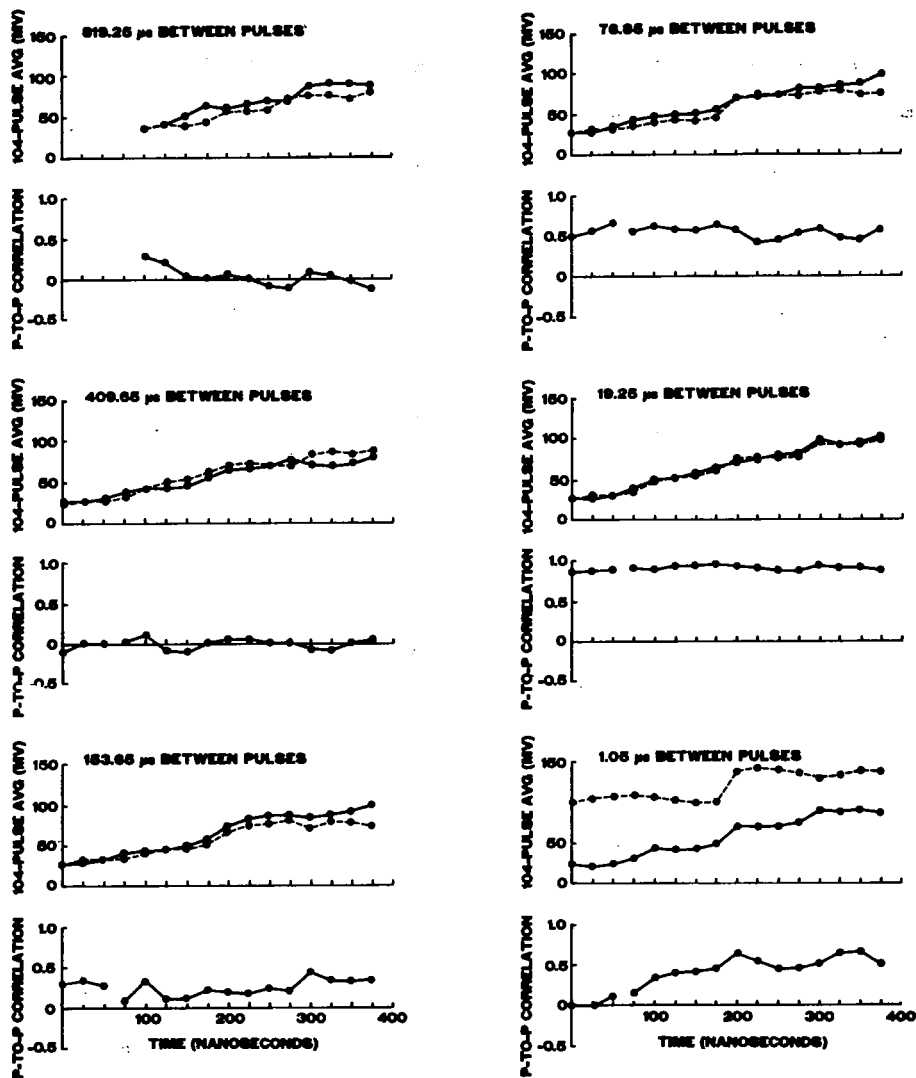 819.25 µs BETWEEN PULSES
104-PULSE AVG (MV)
150
100
50
0
P-TO-P CORRELATION
1.0
0.5
0
-0.5
409.65 µs BETWEEN PULSES
104-PULSE AVG (MV)
150
100
50
0
P-TO-P CORRELATION
1.0
0.5
0
-0.5
153.65 µs BETWEEN PULSES
104-PULSE AVG (MV)
150
100
50
0
P-TO-P CORRELATION
1.0
0.5
0
-0.5
100 200 300 400
TIME (NANOSECONDS)
76.85 µs BETWEEN PULSES
104-PULSE AVG (MV)
150
100
50
0
P-TO-P CORRELATION
1.0
0.5
0
-0.5
19.25 µs BETWEEN PULSES
104-PULSE AVG (MV)
150
100
50
0
P-TO-P CORRELATION
1.0
0.5
0
-0.5
1.05 µs BETWEEN PULSES
104-PULSE AVG (MV)
150
50
0
P-TO-P CORRELATION
1.0
0.5
0
-0.5
100 200 300 400
TIME (NANOSECONDS)